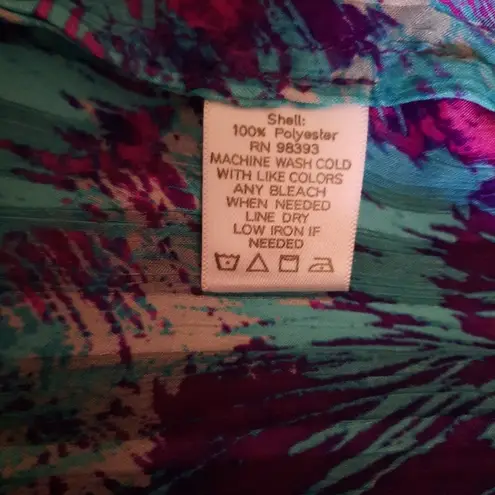 Shell:
100% Polyester
RN 98393
MACHINE WASH COLD
WITH LIKE COLORS
ANY BLEACH
WHEN NEEDED
LINE DRY
LOW IRON IF
NEEDED